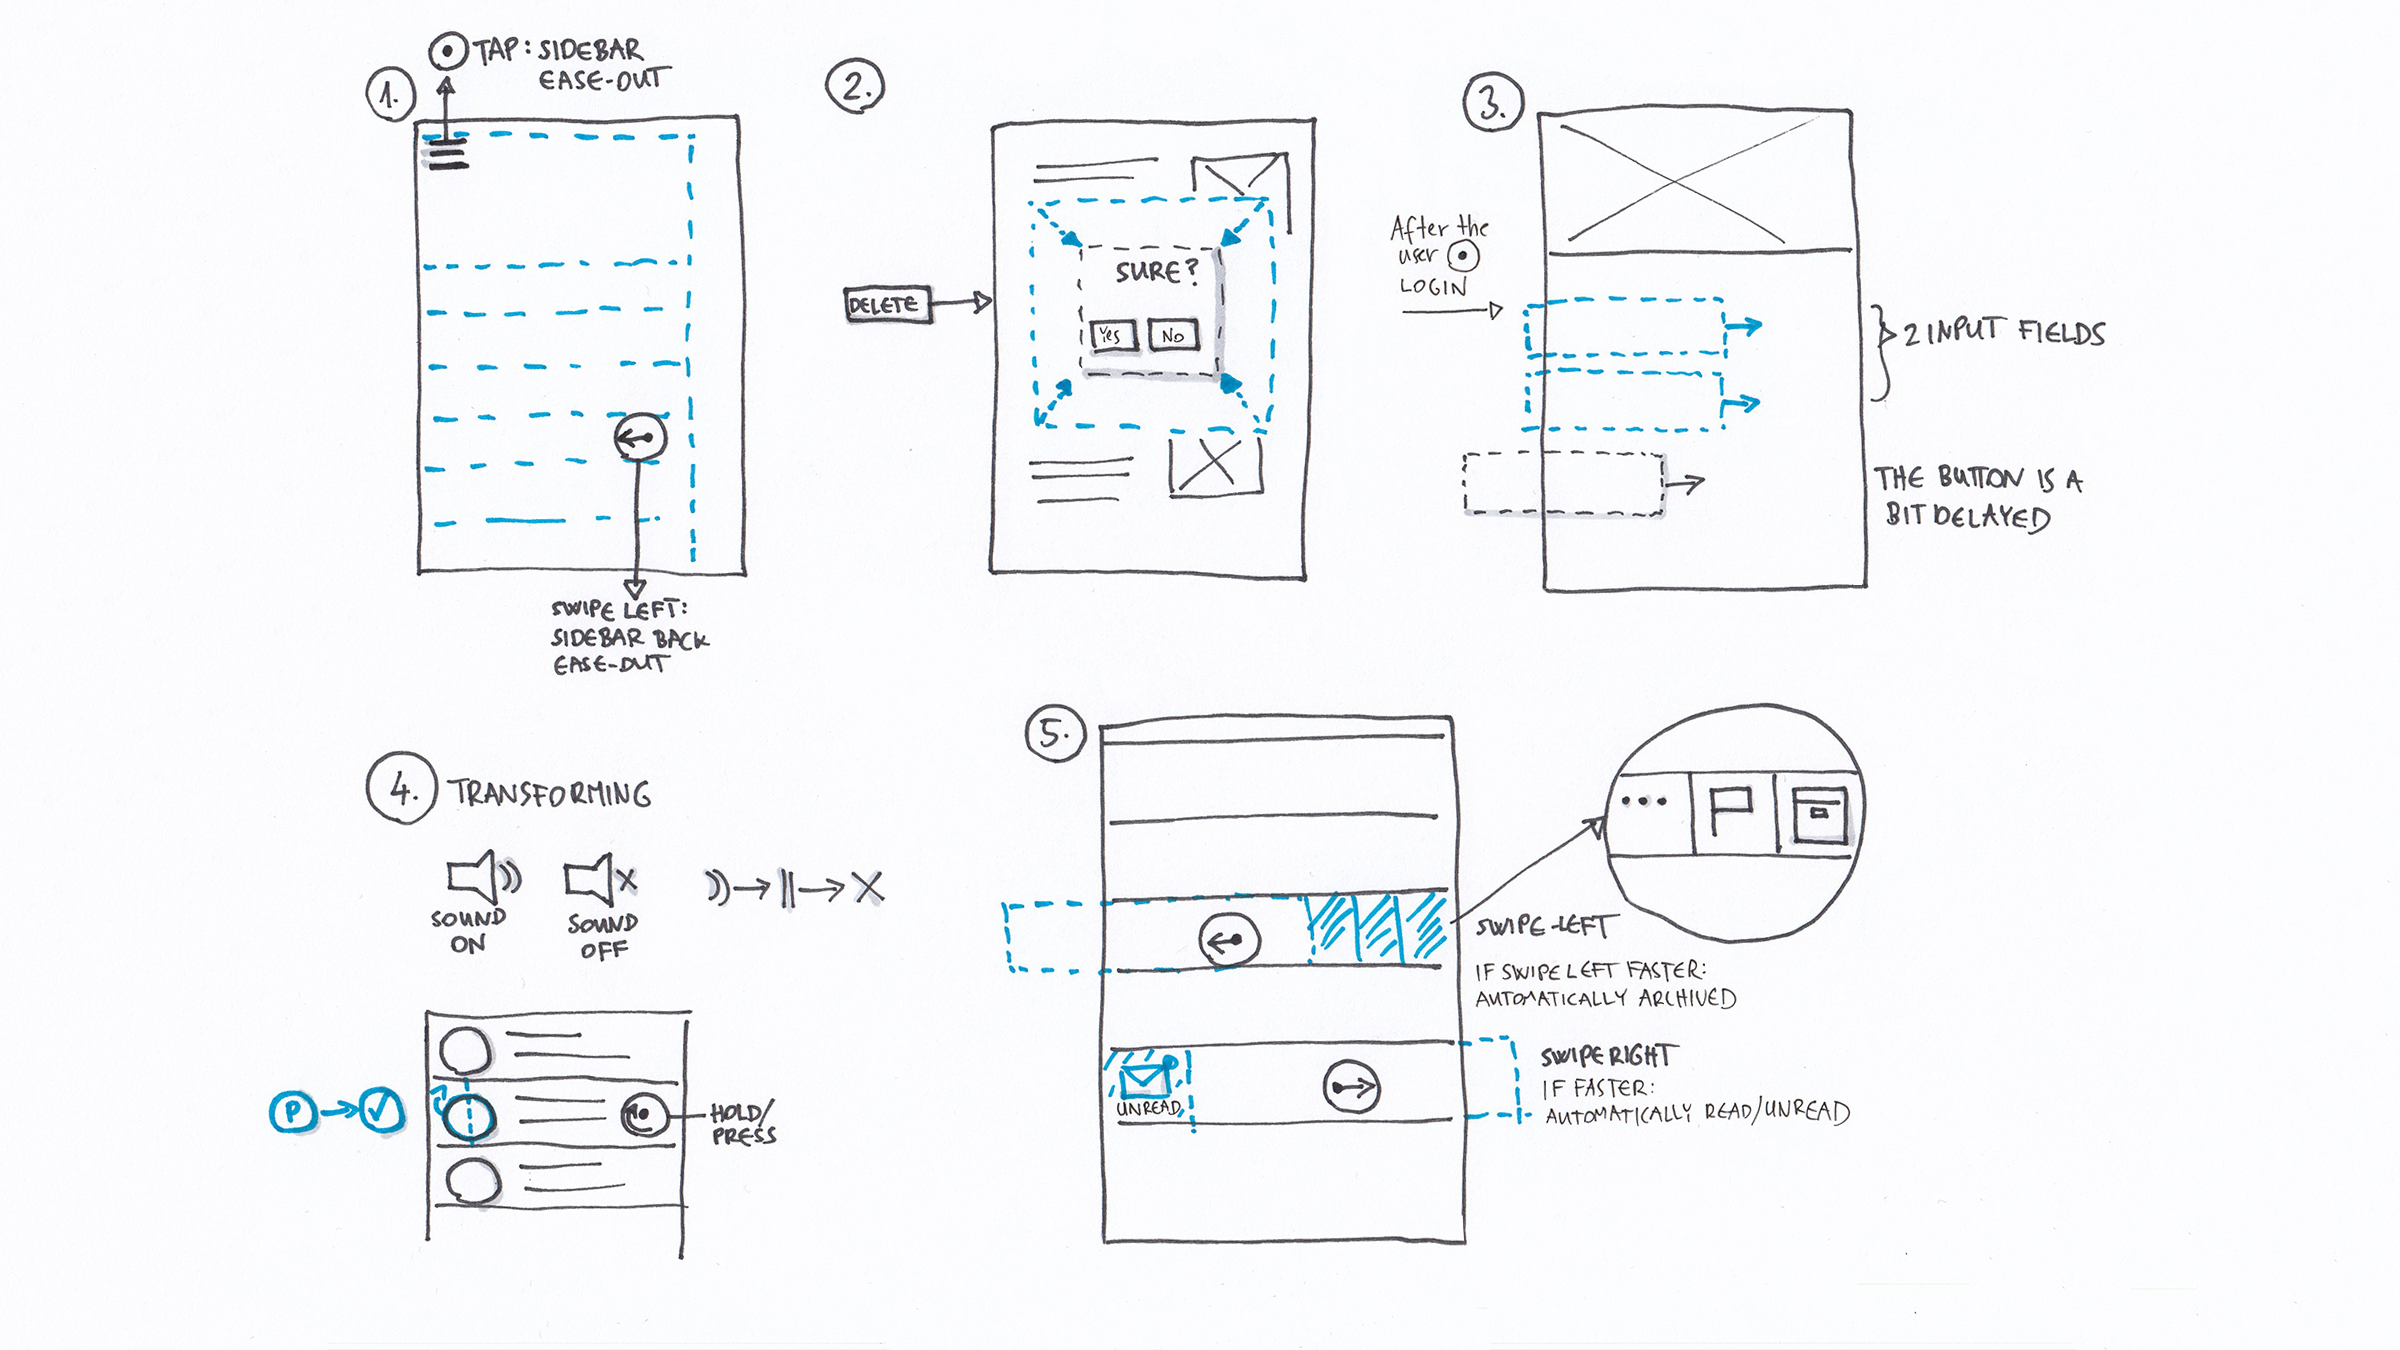 1.
TAP: SIDEBAR
EASE-OUT
SWIPE LEFT:
SIDEBAR BACK
EASE-OUT
2.
DELETE
SURE?
Yes
No
3.
After the
user
LOGIN
2 INPUT FIELDS
THE BUTTON IS A
BIT DELAYED
4. TRANSFORMING
SOUND
ON
SOUND
OFF
P
HOLD/
PRESS
5.
SWIPE-LEFT
IF SWIPE LEFT FASTER:
AUTOMATICALLY ARCHIVED
UNREAD
SWIPE RIGHT
IF FASTER:
AUTOMATICALLY READ/UNREAD